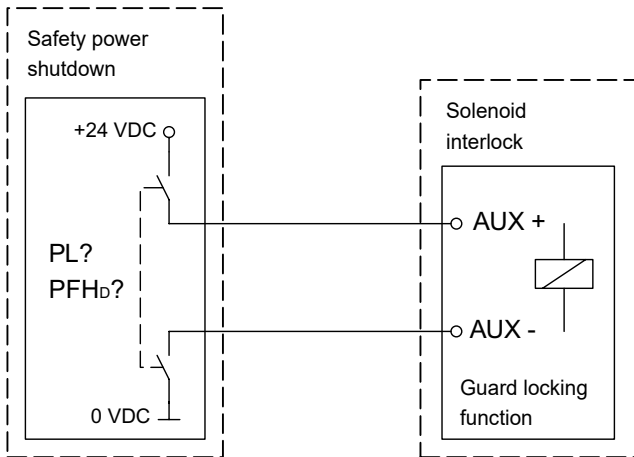 Safety power
shutdown
+24 VDC
PL?
PFHD?
0 VDC
Solenoid
interlock
AUX +
AUX -
Guard locking
function